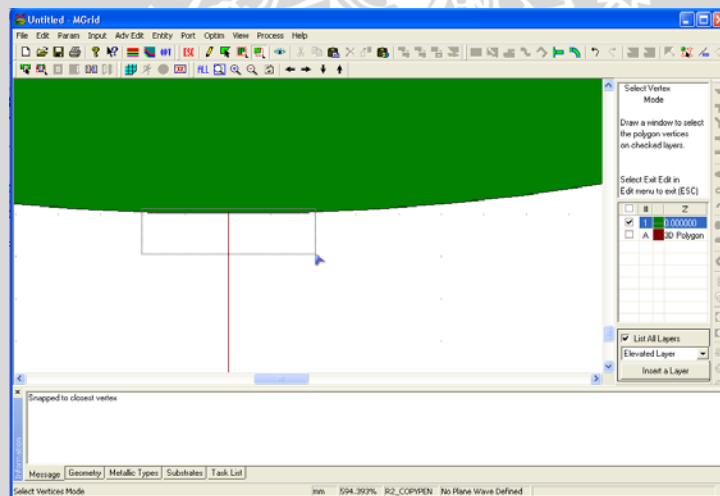 Untitled - MGrid
File Edit Param Input Adv Edit Entity Port Optim View Process Help
ESC OPT
ALL
Select Vertex
Mode
Draw a window to select
the polygon vertices
on checked layers.
Select Exit Edit in
Edit menu to exit (ESC)
# Z
1 0.000000
A 3D Polygon
List All Layers
Elevated Layer
Insert a Layer
Snapped to closest vertex
Information
Message Geometry Metallic Types Substrates Task List
Select Vertices Mode mm 594.393% R2_COPYPEN No Plane Wave Defined